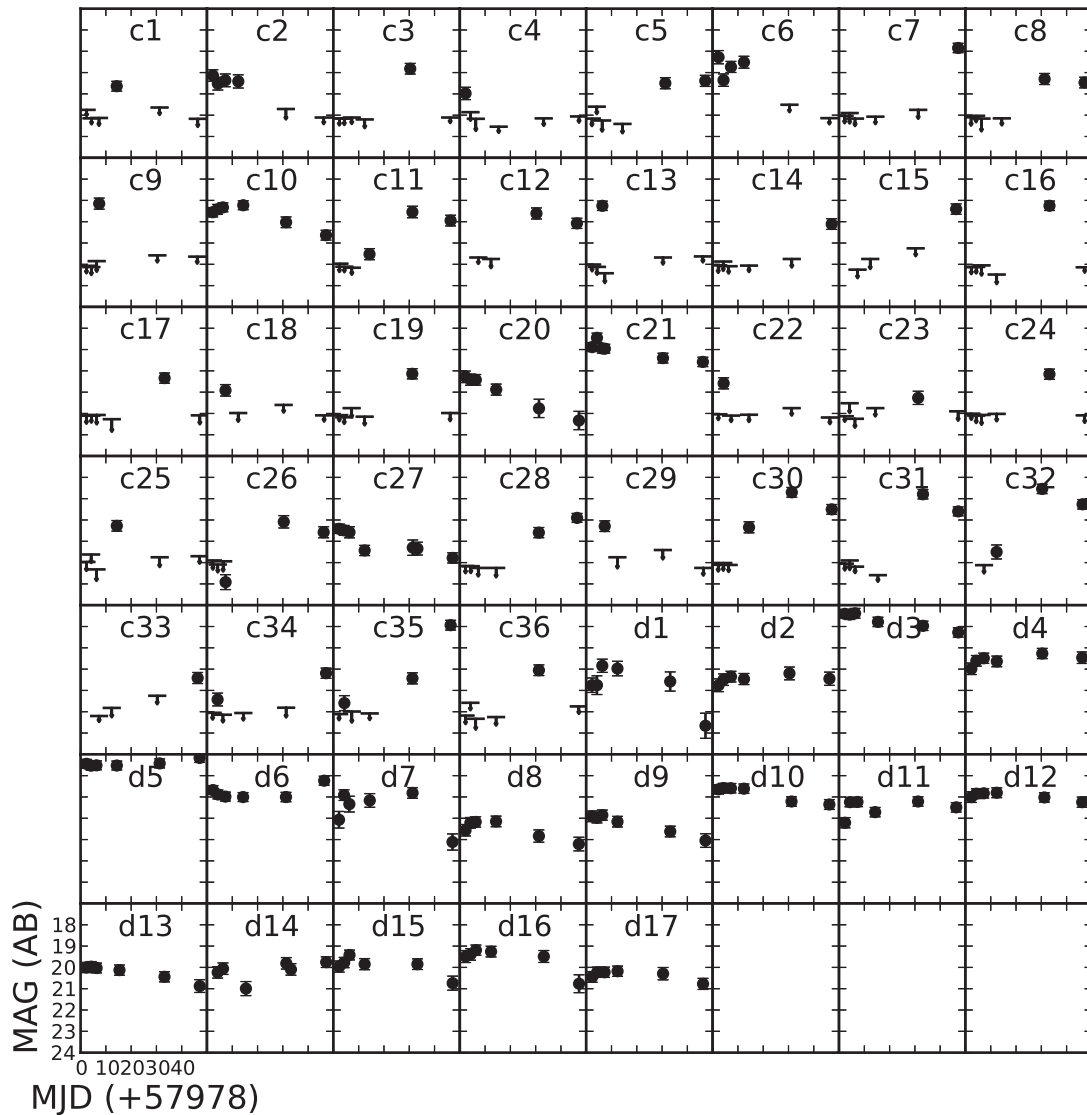 c1 c2 c3 c4 c5 c6 c7 c8
c9 c10 c11 c12 c13 c14 c15 c16
c17 c18 c19 c20 c21 c22 c23 c24
c25 c26 c27 c28 c29 c30 c31 c32
c33 c34 c35 c36 d1 d2 d3 d4
d5 d6 d7 d8 d9 d10 d11 d12
d13 d14 d15 d16 d17
MAG (AB)
18
20
21
22
23
24
0 10203040
MJD (+57978)